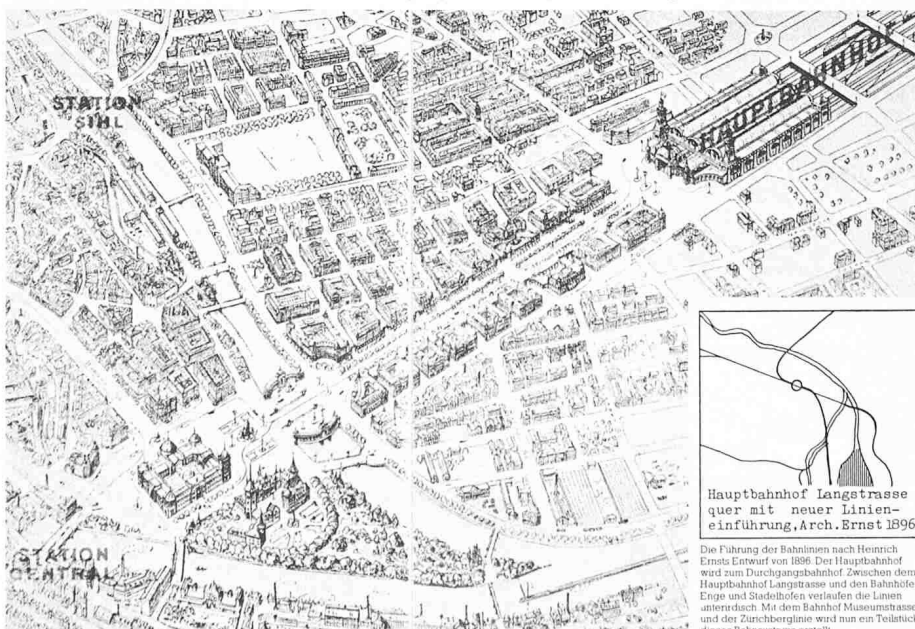 STATION
SIHL
HAUPTBAHNHOF
STATION
CENTRAL
Hauptbahnhof Langstrasse
quer mit neuer Linien-
einführung, Arch. Ernst 1896
Die Führung der Bahnlinien nach Heinrich
Ernsts Entwurf von 1896. Der Hauptbahnhof
wird zum Durchgangsbahnhof. Zwischen dem
Hauptbahnhof Langstrasse und den Bahnhöfe
Enge und Stadelhofen verlaufen die Linien
unterirdisch. Mit dem Bahnhof Museumstrasse
und der Zürichberglinie wird nun ein Teilstück